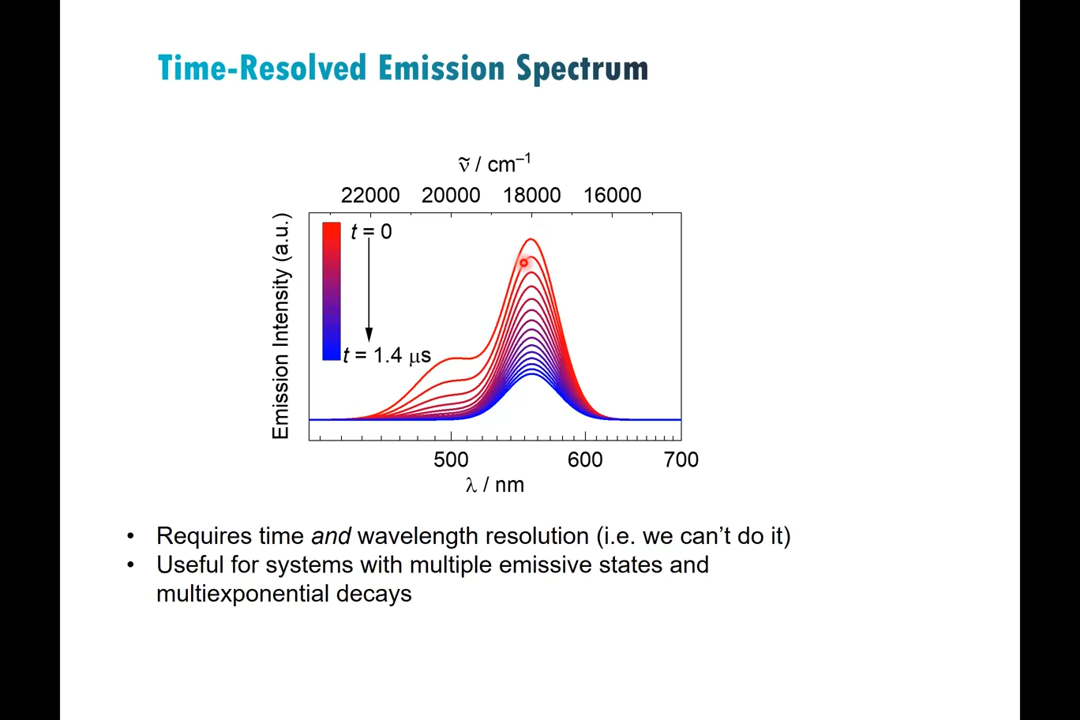 Time-Resolved Emission Spectrum
ṽ / cm⁻¹
22000 20000 18000 16000
Emission Intensity (a.u.)
t = 0
t = 1.4 μs
500 600 700
λ / nm
• Requires time and wavelength resolution (i.e. we can't do it)
• Useful for systems with multiple emissive states and
multiexponential decays